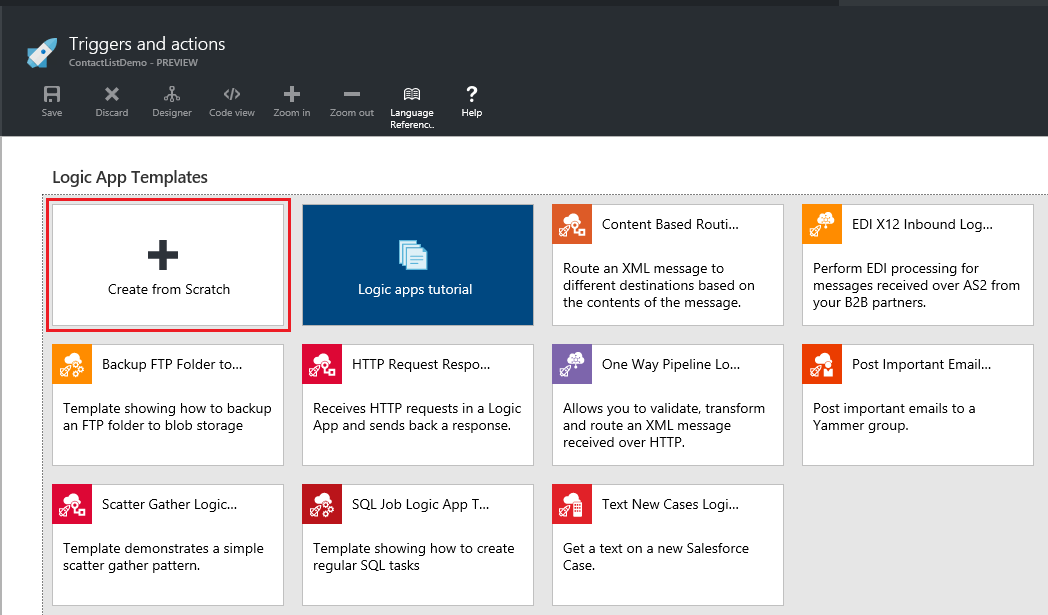 Triggers and actions
ContactListDemo - PREVIEW
Save
Discard
Designer
Code view
Zoom in
Zoom out
Language
Referenc..
Help
Logic App Templates
Create from Scratch
Logic apps tutorial
Content Based Routi...
Route an XML message to
different destinations based on
the contents of the message.
EDI X12 Inbound Log...
Perform EDI processing for
messages received over AS2 from
your B2B partners.
Backup FTP Folder to...
Template showing how to backup
an FTP folder to blob storage
HTTP Request Respo...
Receives HTTP requests in a Logic
App and sends back a response.
One Way Pipeline Lo...
Allows you to validate, transform
and route an XML message
received over HTTP.
Post Important Email...
Post important emails to a
Yammer group.
Scatter Gather Logic...
Template demonstrates a simple
scatter gather pattern.
SQL Job Logic App T...
Template showing how to create
regular SQL tasks
Text New Cases Logi...
Get a text on a new Salesforce
Case.